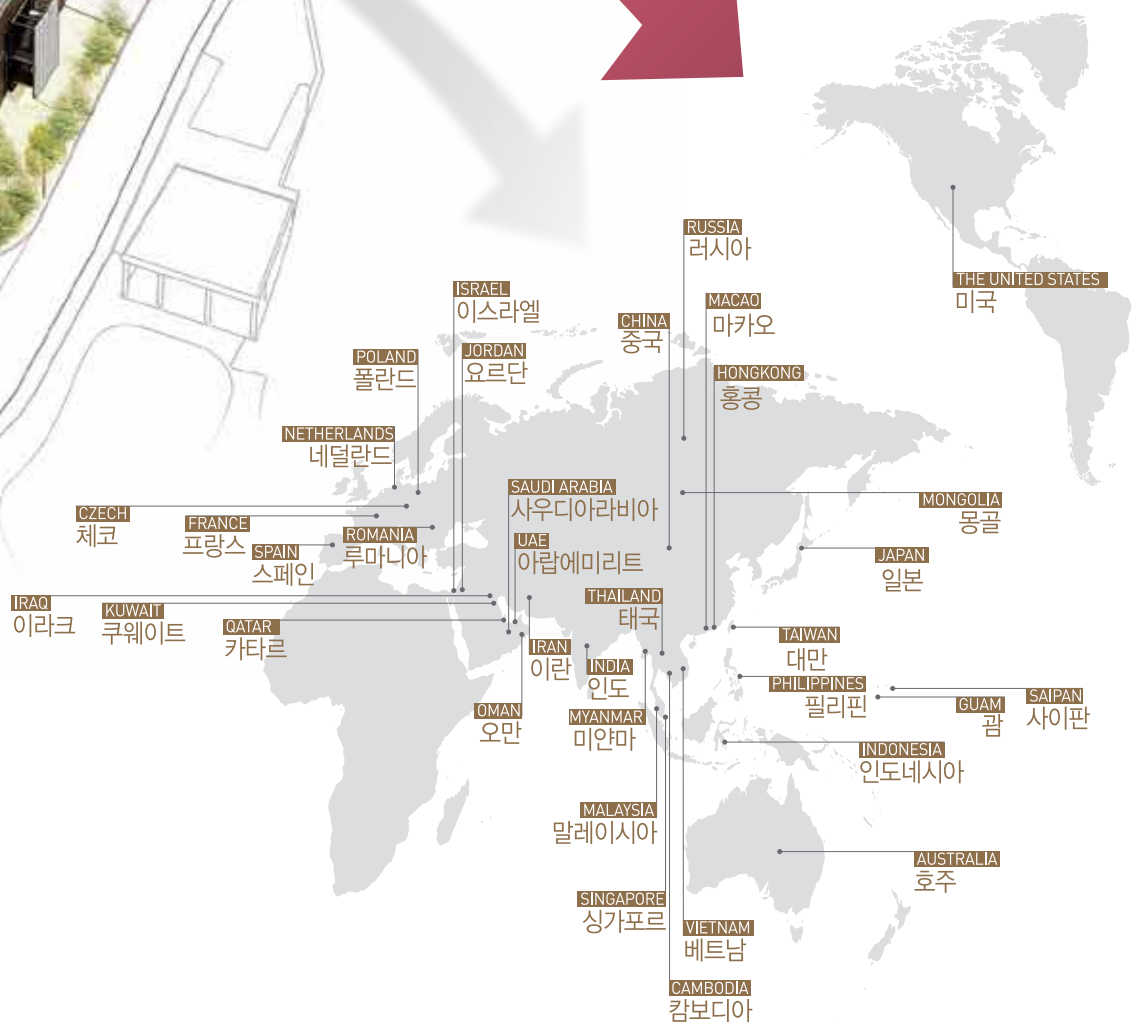 RUSSIA
러시아
THE UNITED STATES
미국
ISRAEL
이스라엘
MACAO
마카오
CHINA
중국
POLAND
폴란드
JORDAN
요르단
HONGKONG
홍콩
NETHERLANDS
네덜란드
SAUDI ARABIA
사우디아라비아
MONGOLIA
몽골
CZECH
체코
FRANCE
프랑스
ROMANIA
루마니아
SPAIN
스페인
UAE
아랍에미리트
JAPAN
일본
IRAQ
이라크
KUWAIT
쿠웨이트
QATAR
카타르
THAILAND
태국
IRAN
이란
INDIA
인도
TAIWAN
대만
PHILIPPINES
필리핀
GUAM
괌
SAIPAN
사이판
OMAN
오만
MYANMAR
미얀마
INDONESIA
인도네시아
MALAYSIA
말레이시아
AUSTRALIA
호주
SINGAPORE
싱가포르
VIETNAM
베트남
CAMBODIA
캄보디아